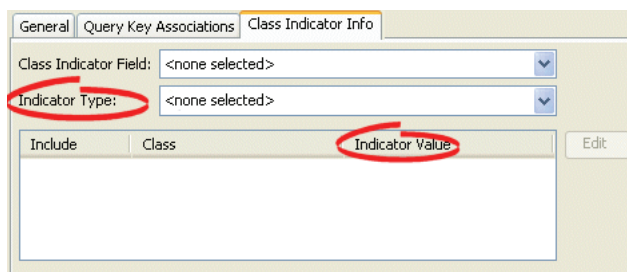 General Query Key Associations Class Indicator Info
Class Indicator Field: <none selected>
Indicator Type: <none selected>
Include Class Indicator Value Edit